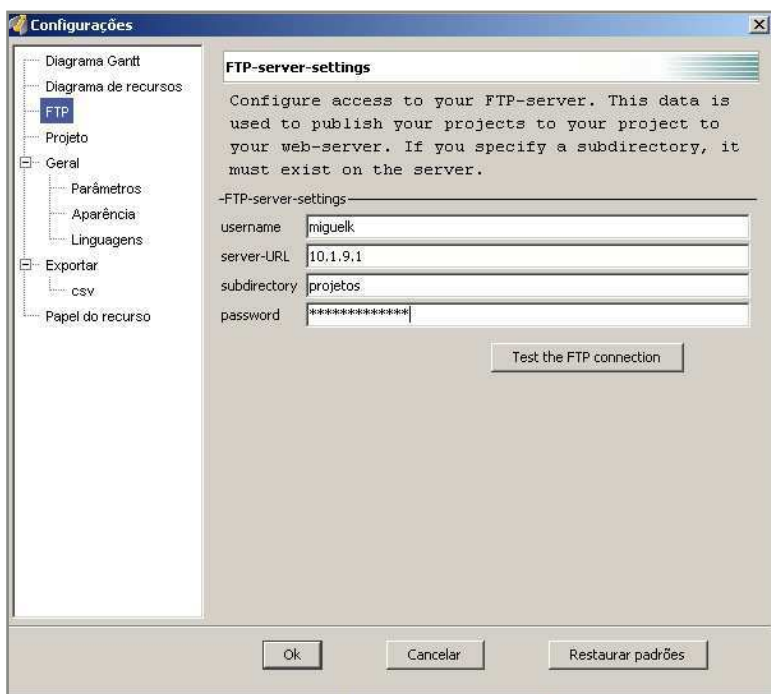 Configurações
Diagrama Gantt
Diagrama de recursos
FTP
Projeto
Geral
Parâmetros
Aparência
Linguagens
Exportar
csv
Papel do recurso
FTP-server-settings
Configure access to your FTP-server. This data is
used to publish your projects to your project to
your web-server. If you specify a subdirectory, it
must exist on the server.
FTP-server-settings
username miguelk
server-URL 10.1.9.1
subdirectory projetos
password *************
Test the FTP connection
Ok Cancelar Restaurar padrões